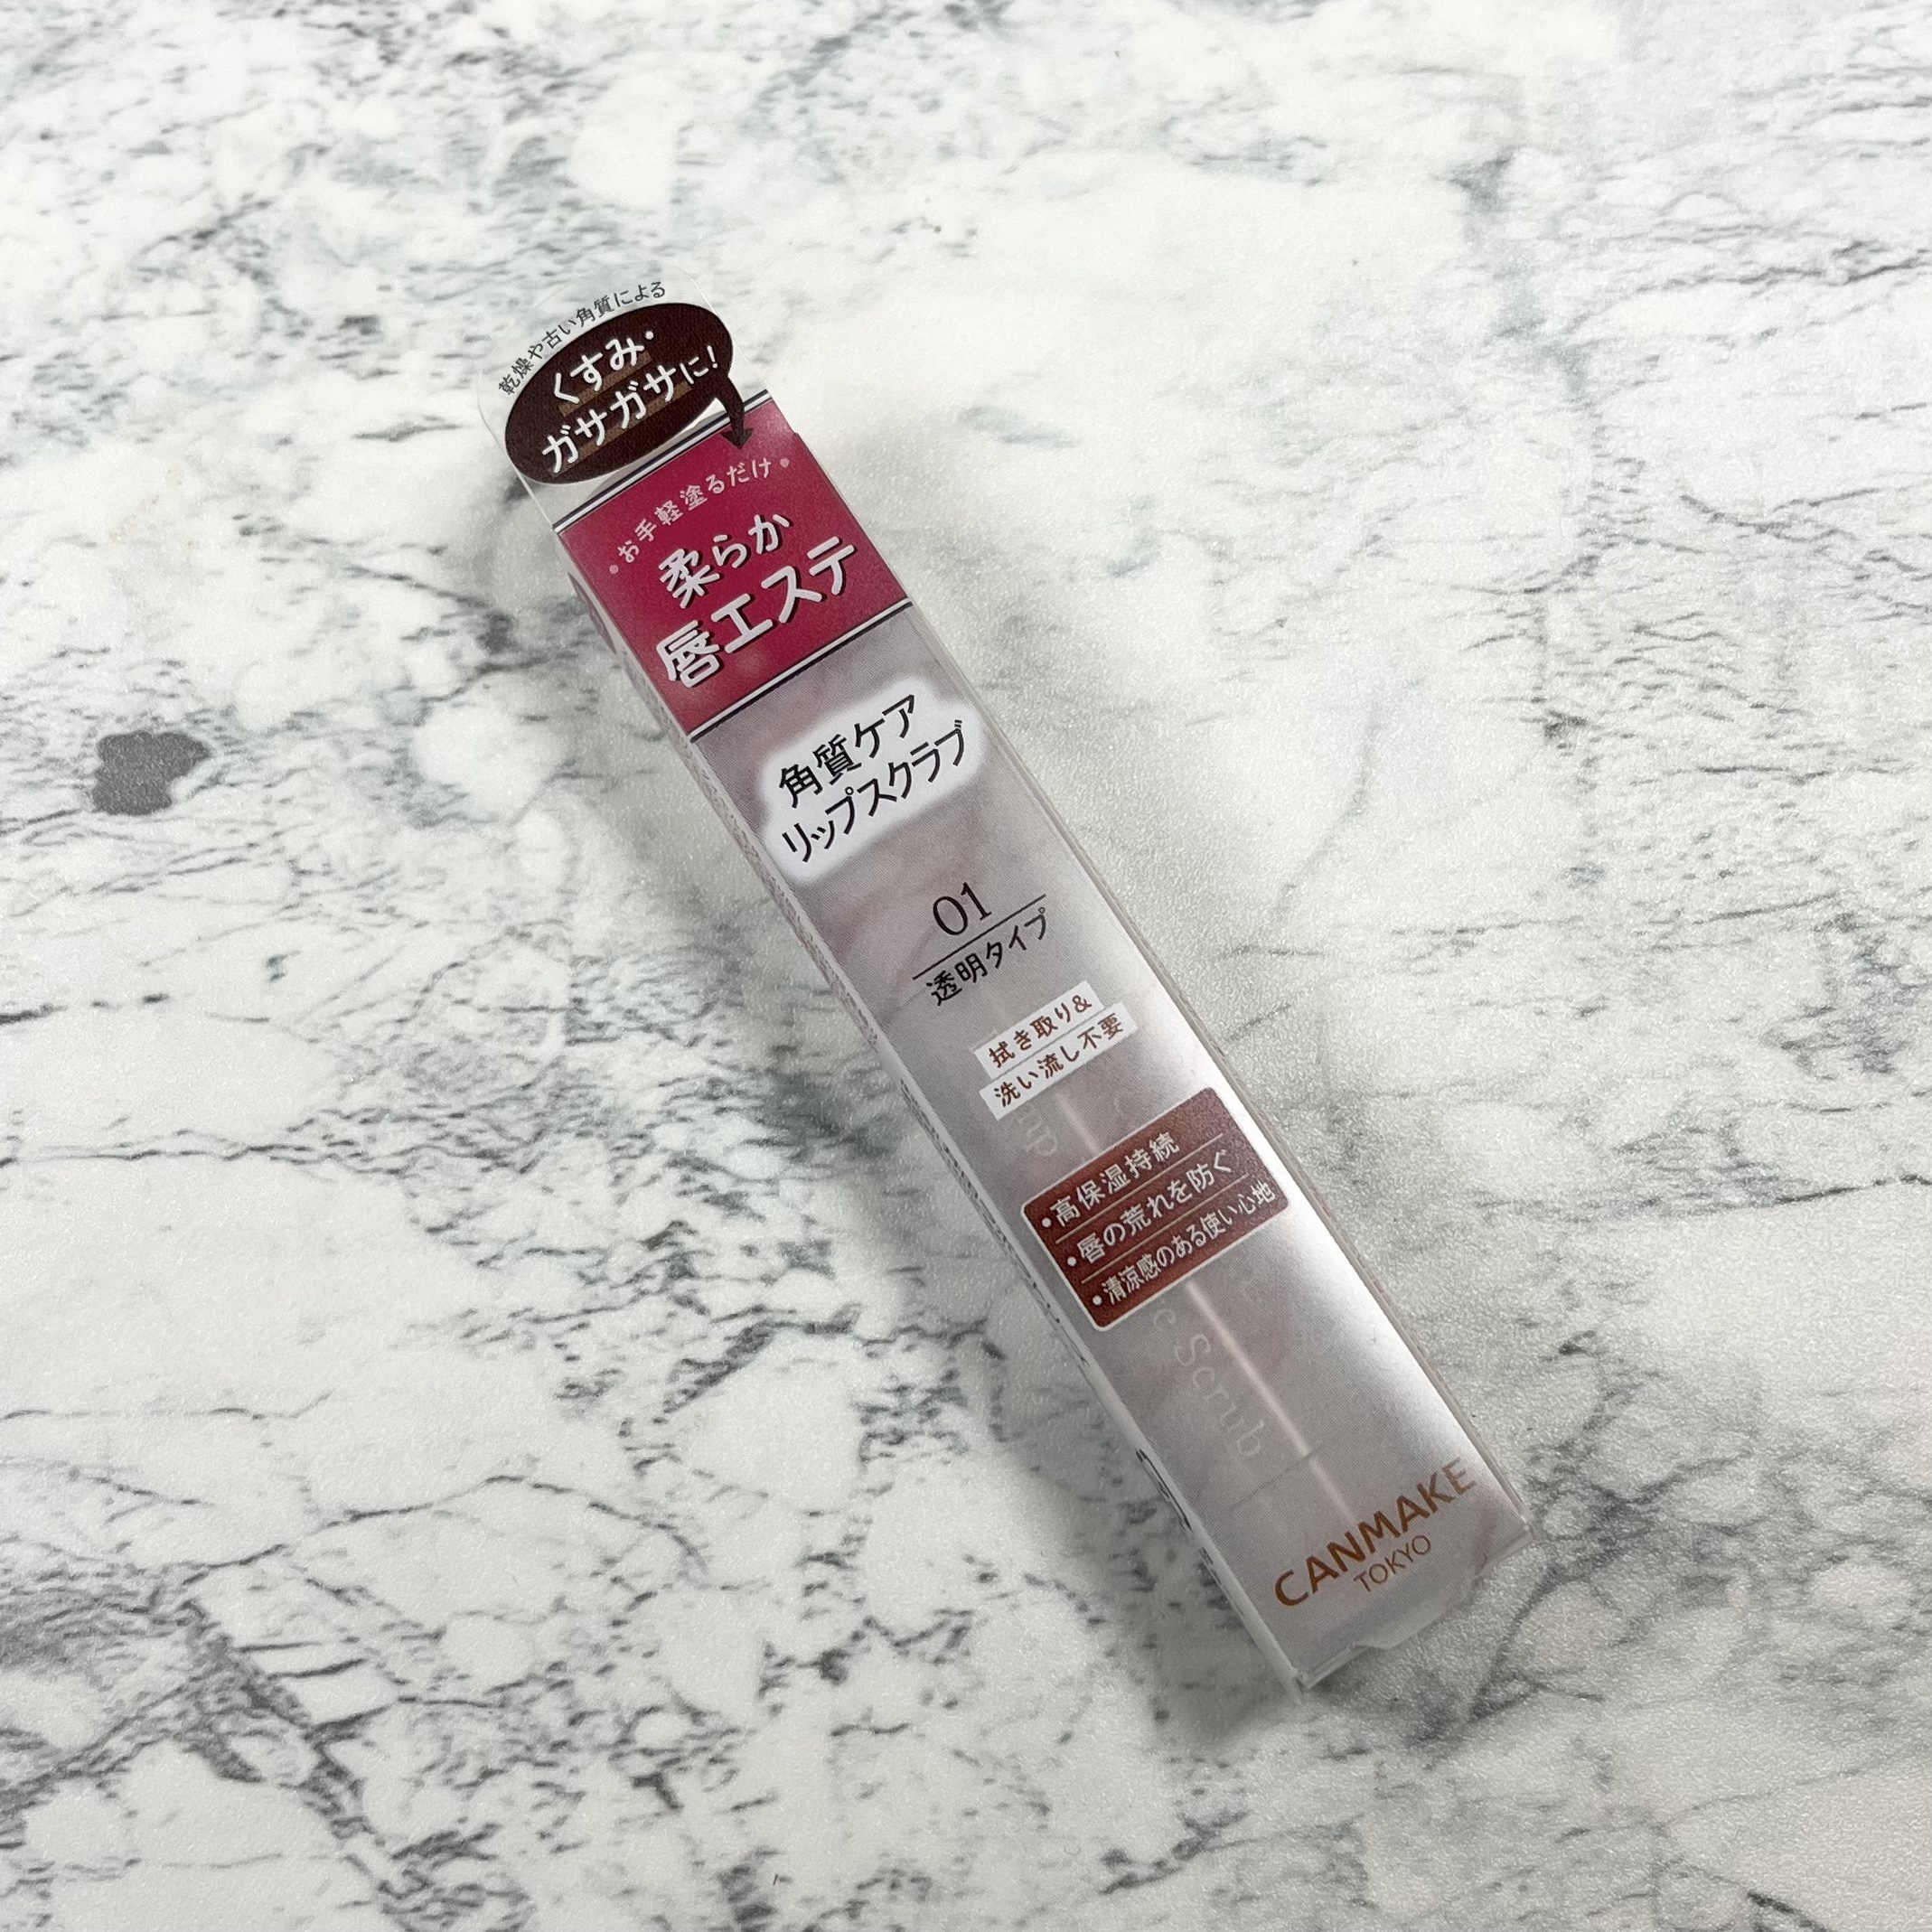 乾燥や古い角質による
くすみ・
ガサガサに!
お手軽塗るだけ
柔らか
唇エステ
角質ケア
リップスクラブ
01
透明タイプ
拭き取り&
洗い流し不要
・高保湿持続
・唇の荒れを防ぐ
・清涼感のある使い心地
Scrub
CANMAKE
TOKYO